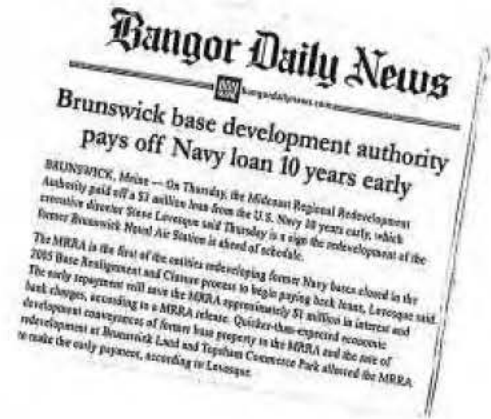 Bangor Daily News
bangordailynews.com
Brunswick base development authority
pays off Navy loan 10 years early
BRUNSWICK, Maine — On Thursday, the Midcoast Regional Redevelopment
Authority paid off a $3 million loan from the U.S. Navy 10 years early, which
executive director Steve Levesque said Thursday is a sign the redevelopment of the
former Brunswick Naval Air Station is ahead of schedule.
The MRRA is the first of the entities redeveloping former Navy bases closed in the
2005 Base Realignment and Closure process to begin paying back loans, Levesque said.
The early repayment will save the MRRA approximately $1 million in interest and
bank charges, according to a MRRA release. Quicker-than-expected economic
development conveyances of former base property to the MRRA and the rate of
redevelopment at Brunswick Land and Topsham Commerce Park allowed the MRRA
to make the early payment, according to Levesque.